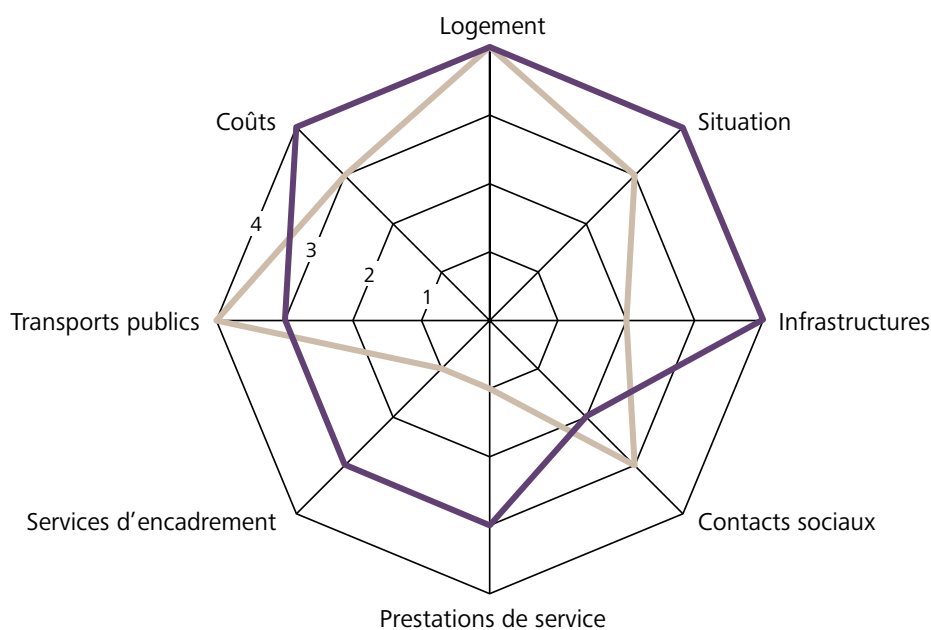 Logement
Coûts
Situation
4
3
2
1
Transports publics
Infrastructures
Services d’encadrement
Contacts sociaux
Prestations de service